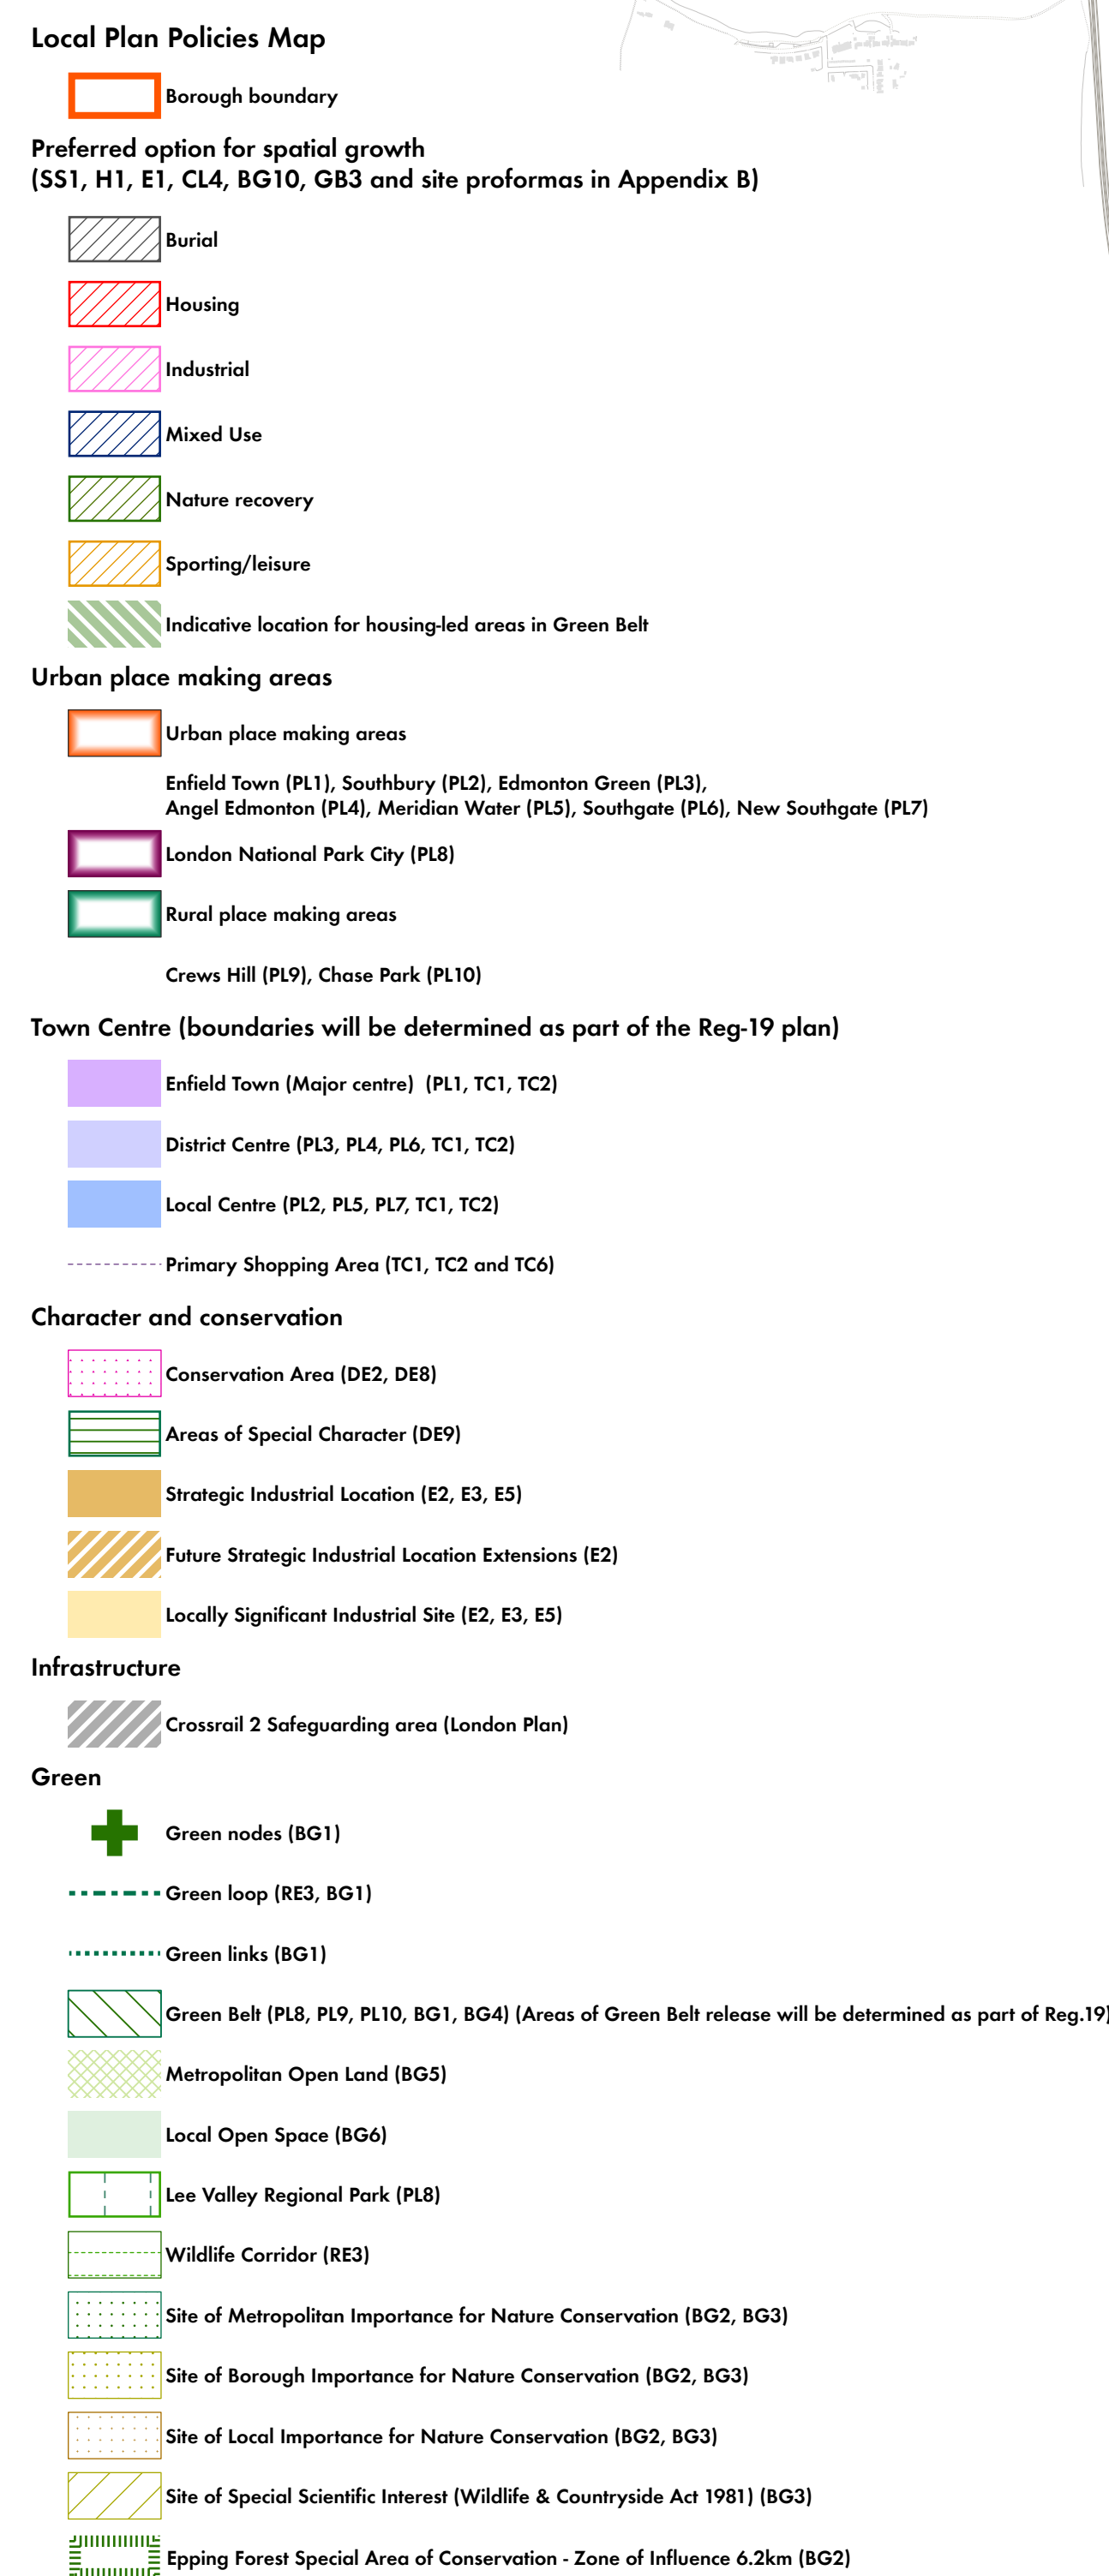 Local Plan Policies Map
Borough boundary
Preferred option for spatial growth
(SS1, H1, E1, CL4, BG10, GB3 and site proformas in Appendix B)
Burial
Housing
Industrial
Mixed Use
Nature recovery
Sporting/leisure
Indicative location for housing-led areas in Green Belt
Urban place making areas
Urban place making areas
Enfield Town (PL1), Southbury (PL2), Edmonton Green (PL3),
Angel Edmonton (PL4), Meridian Water (PL5), Southgate (PL6), New Southgate (PL7)
London National Park City (PL8)
Rural place making areas
Crews Hill (PL9), Chase Park (PL10)
Town Centre (boundaries will be determined as part of the Reg-19 plan)
Enfield Town (Major centre) (PL1, TC1, TC2)
District Centre (PL3, PL4, PL6, TC1, TC2)
Local Centre (PL2, PL5, PL7, TC1, TC2)
Primary Shopping Area (TC1, TC2 and TC6)
Character and conservation
Conservation Area (DE2, DE8)
Areas of Special Character (DE9)
Strategic Industrial Location (E2, E3, E5)
Future Strategic Industrial Location Extensions (E2)
Locally Significant Industrial Site (E2, E3, E5)
Infrastructure
Crossrail 2 Safeguarding area (London Plan)
Green
Green nodes (BG1)
Green loop (RE3, BG1)
Green links (BG1)
Green Belt (PL8, PL9, PL10, BG1, BG4) (Areas of Green Belt release will be determined as part of Reg.19)
Metropolitan Open Land (BG5)
Local Open Space (BG6)
Lee Valley Regional Park (PL8)
Wildlife Corridor (RE3)
Site of Metropolitan Importance for Nature Conservation (BG2, BG3)
Site of Borough Importance for Nature Conservation (BG2, BG3)
Site of Local Importance for Nature Conservation (BG2, BG3)
Site of Special Scientific Interest (Wildlife & Countryside Act 1981) (BG3)
Epping Forest Special Area of Conservation - Zone of Influence 6.2km (BG2)